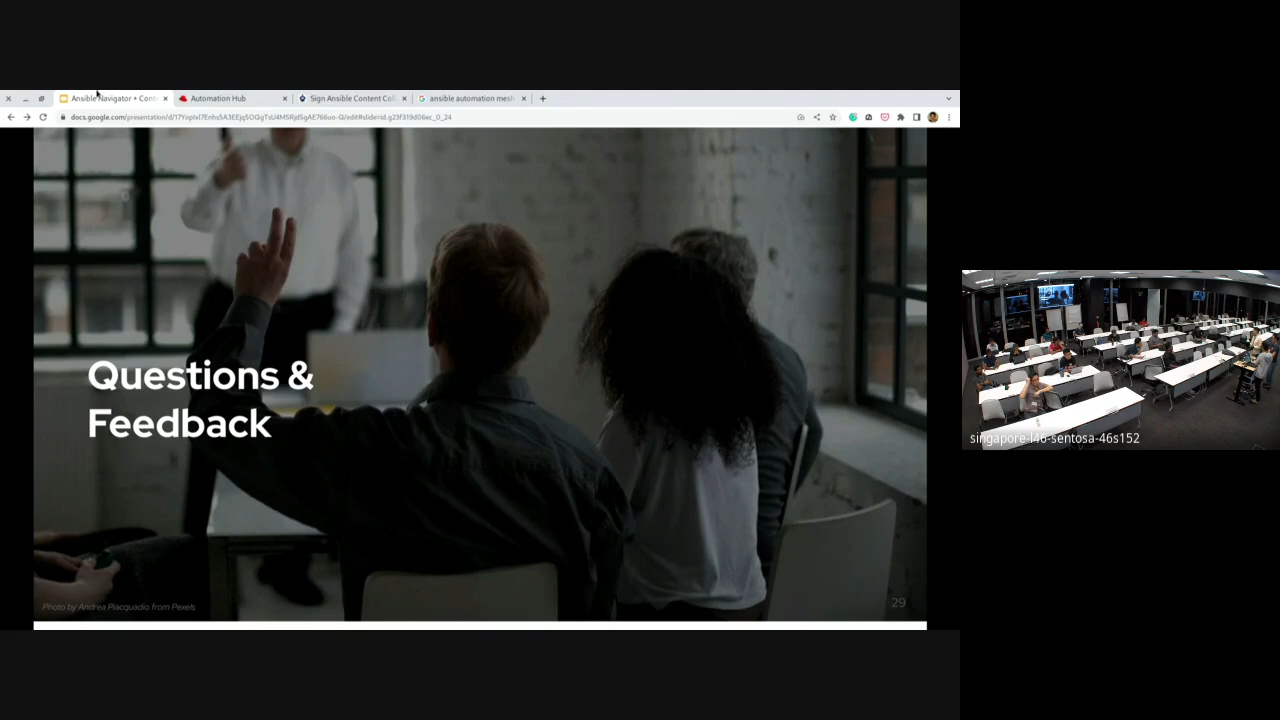 Ansible Navigator + Cont
Automation Hub
Sign Ansible Content Coll
ansible automation mesh
Questions &
Feedback
Photo by Andrea Piacquadio from Pexels
29
singapore-l46-sentosa-46s152